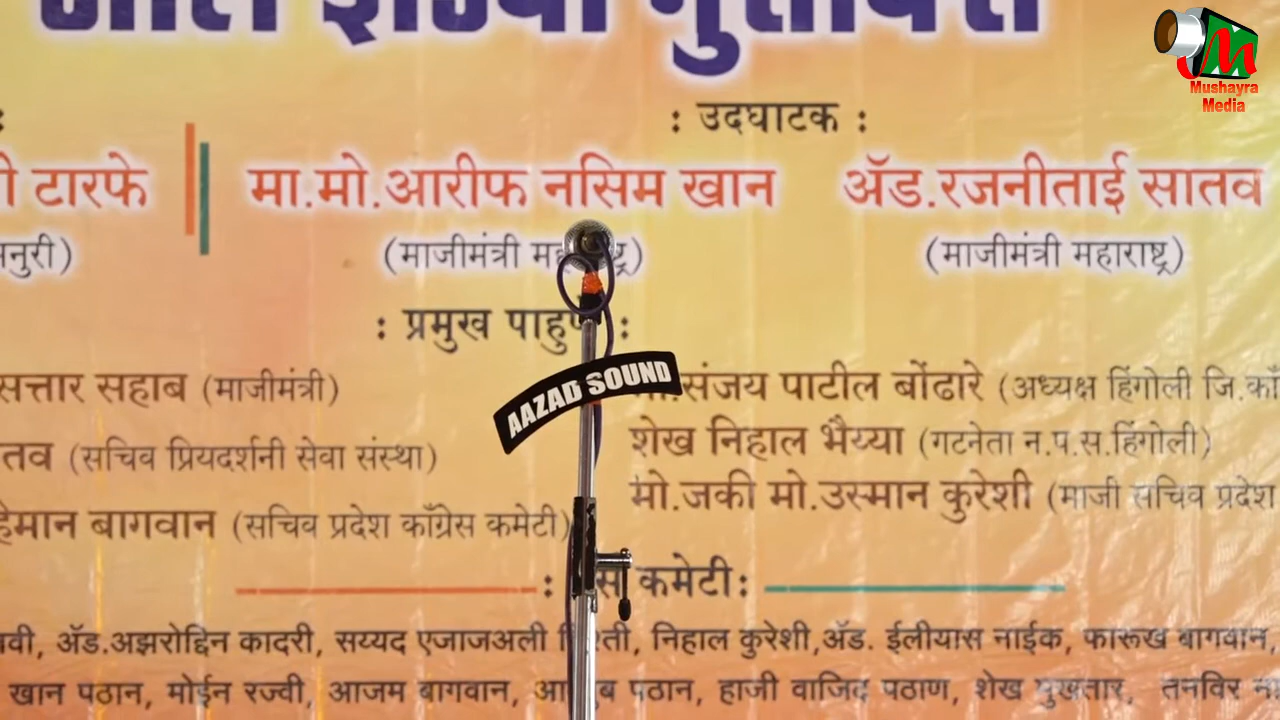 Mushayra
Media
: उदघाटक :
टारफे
मा.मो.आरीफ नसिम खान
ॲड.रजनीताई सातव
(माजीमंत्री
(माजीमंत्री महाराष्ट्र)
: प्रमुख
AAZAD SOUND
सत्तार सहाब (माजीमंत्री)
संजय पाटील बोंढारे (अध्यक्ष हिंगोली
(सचिव प्रियदर्शनी सेवा संस्था)
शेख निहाल भैय्या (गटनेता न.प.स.हिंगोली)
मो.जकी मो.उस्मान कुरेशी (माजी सचिव प्रदेश
बागवान (सचिव प्रदेश काँग्रेस कमेटी)
कमेटी:
ॲड.अझरोद्दिन कादरी, सय्यद एजाजअली निहाल कुरेशी,ॲड. ईलीयास नाईक, फारूख बागवान,
खान पठान, मोईन रज्वी, आजम बागवान, पठान, हाजी वाजिद पठाण, शेख मुखतार, तनविर